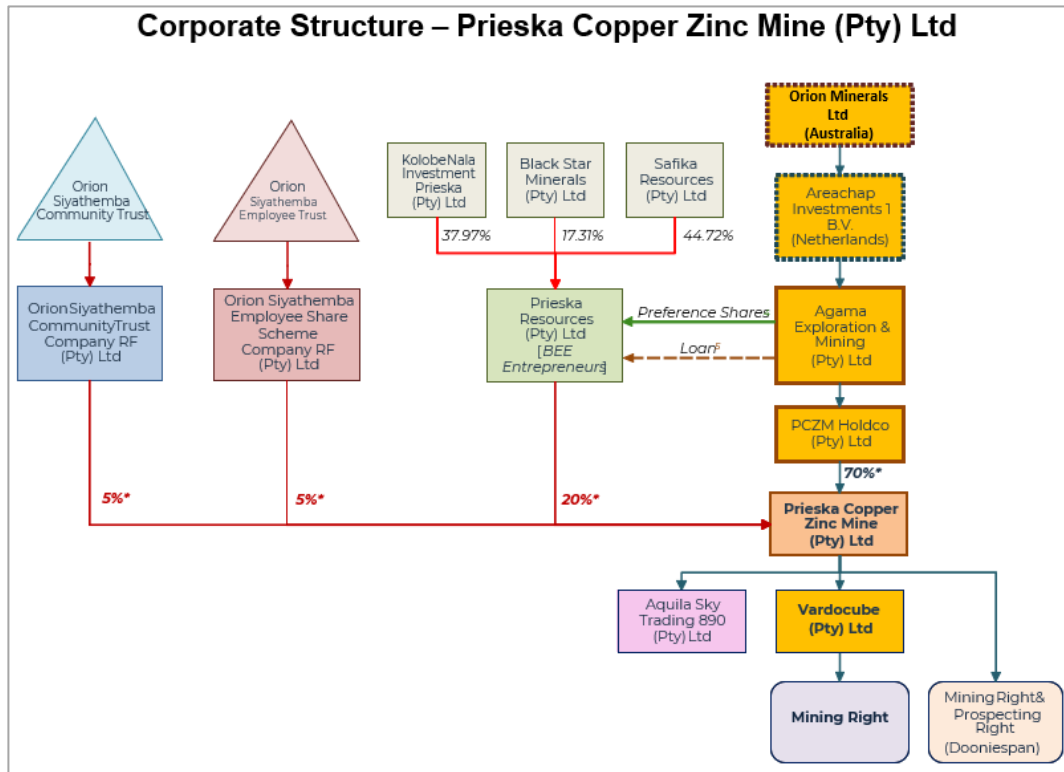 Corporate Structure – Prieska Copper Zinc Mine (Pty) Ltd
Orion Minerals
Ltd
(Australia)
Orion
Siyathemba
Community Trust
Orion
Siyathemba
Employee Trust
KolobeNala
Investment
Prieska
(Pty) Ltd
Black Star
Minerals
(Pty) Ltd
Safika
Resources
(Pty) Ltd
Areachap
Investments 1
B.V.
(Netherlands)
37.97%
17.31%
44.72%
Orion Siyathemba
Community Trust
Company RF
(Pty) Ltd
Orion Siyathemba
Employee Share
Scheme
Company RF
(Pty) Ltd
Prieska
Resources
(Pty) Ltd
[BEE
Entrepreneurs]
Preference Shares
Loan⁵
Agama
Exploration &
Mining
(Pty) Ltd
PCZM Holdco
(Pty) Ltd
5%*
5%*
20%*
70%*
Prieska Copper
Zinc Mine
(Pty) Ltd
Aquila Sky
Trading 890
(Pty) Ltd
Vardocube
(Pty) Ltd
Mining Right
Mining Right&
Prospecting
Right
(Dooniespan)